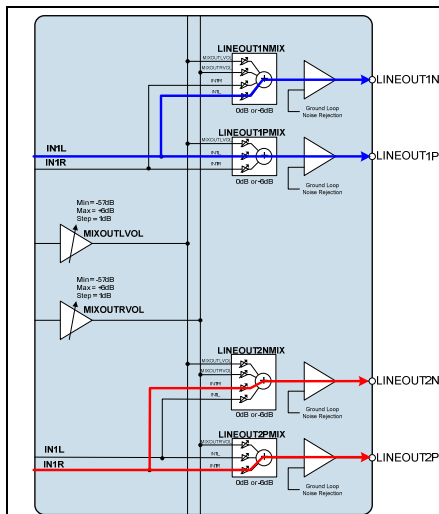 LINEOUT1NMIX
MIXOUTLVOL
MIXOUTRVOL
IN1R
IN1L
0dB or -6dB
Ground Loop
Noise Rejection
LINEOUT1N
LINEOUT1PMIX
MIXOUTLVOL
IN1L
IN1R
0dB or -6dB
Ground Loop
Noise Rejection
LINEOUT1P
IN1L
IN1R
Min = -57dB
Max = +6dB
Step = 1dB
MIXOUTLVOL
Min = -57dB
Max = +6dB
Step = 1dB
MIXOUTRVOL
LINEOUT2NMIX
MIXOUTLVOL
MIXOUTRVOL
IN1R
IN1L
0dB or -6dB
Ground Loop
Noise Rejection
LINEOUT2N
LINEOUT2PMIX
MIXOUTRVOL
IN1L
IN1R
0dB or -6dB
Ground Loop
Noise Rejection
LINEOUT2P
IN1L
IN1R